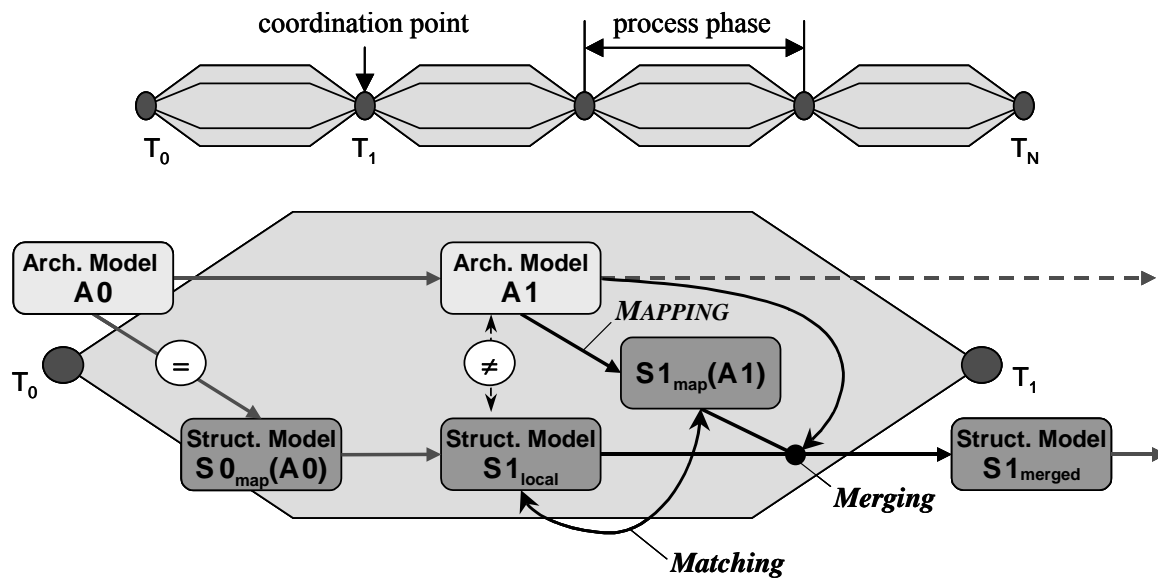 coordination point
process phase
T0
T1
TN
Arch. Model
A0
Arch. Model
A1
MAPPING
=
≠
S1map(A1)
T0
T1
Struct. Model
S0map(A0)
Struct. Model
S1local
Struct. Model
S1merged
Merging
Matching